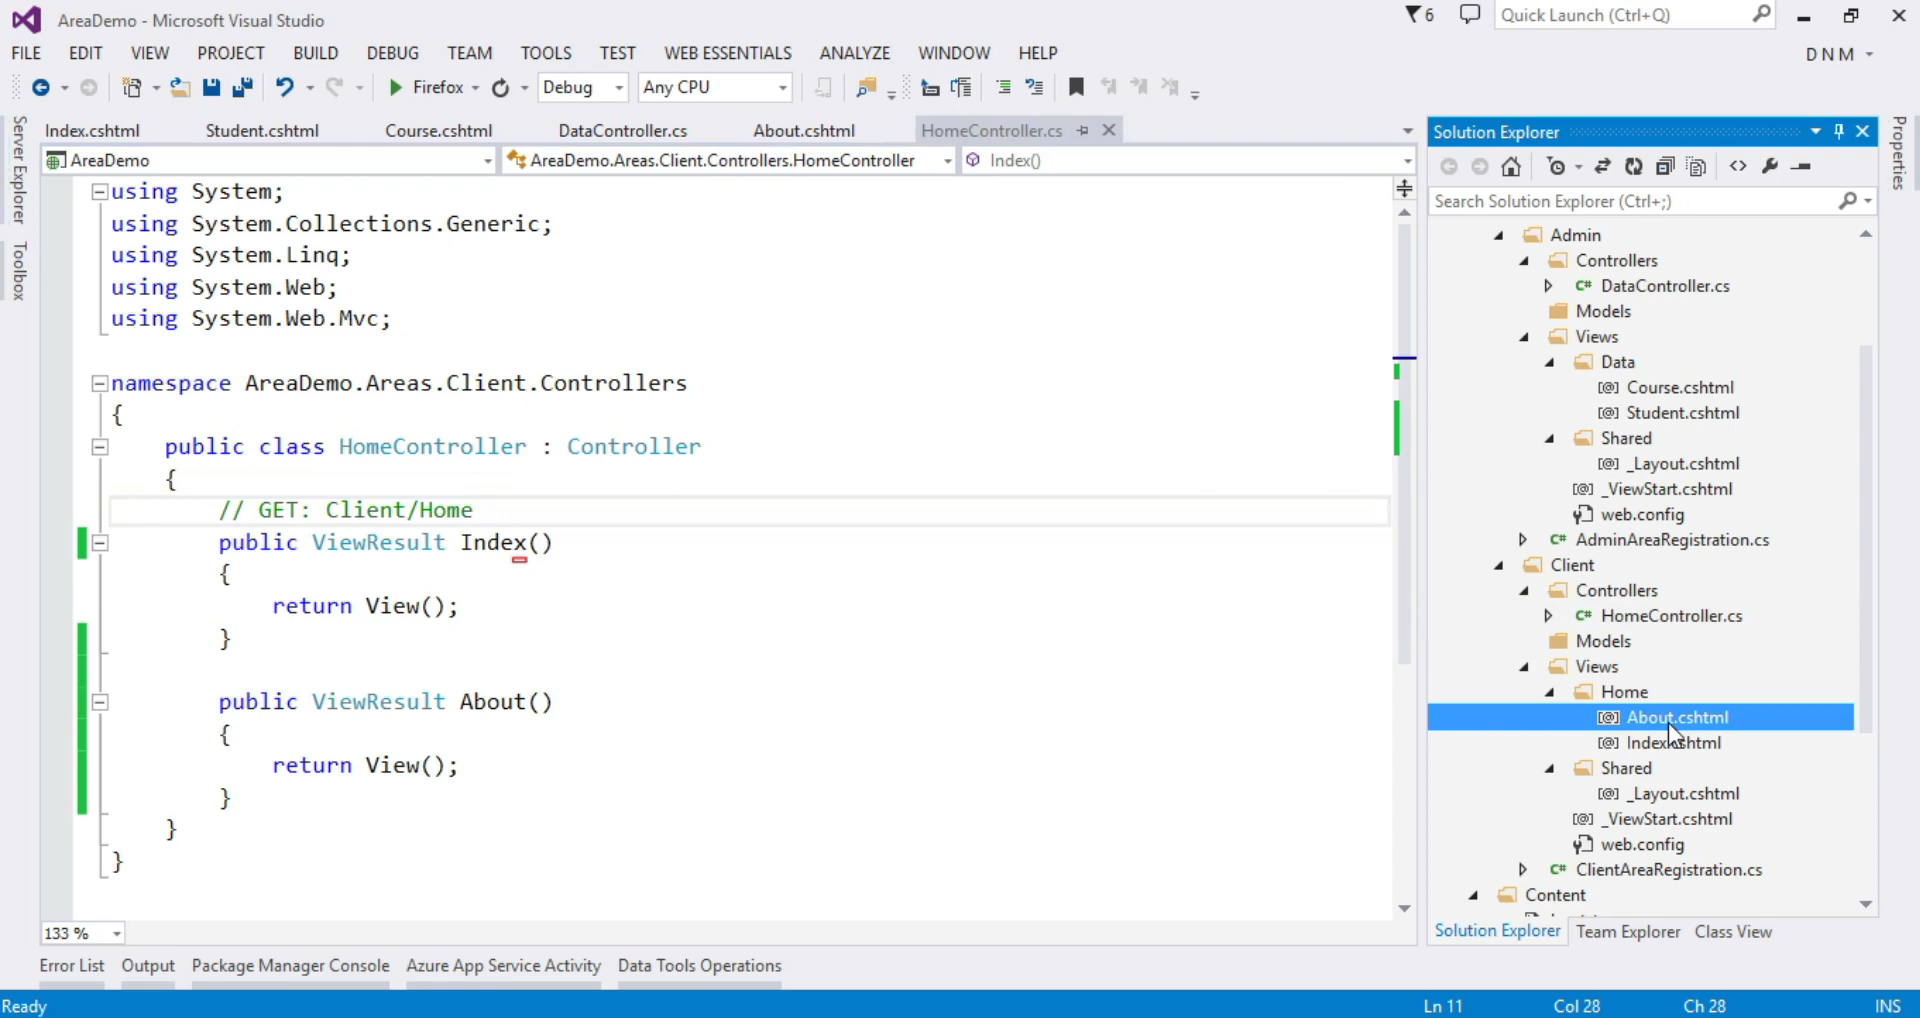 AreaDemo - Microsoft Visual Studio
6
Quick Launch (Ctrl+Q)
FILE EDIT VIEW PROJECT BUILD DEBUG TEAM TOOLS TEST WEB ESSENTIALS ANALYZE WINDOW HELP
D N M
Firefox Debug Any CPU
Server Explorer
Toolbox
Index.cshtml Student.cshtml Course.cshtml DataController.cs About.cshtml HomeController.cs
AreaDemo AreaDemo.Areas.Client.Controllers.HomeController Index()
using System;
using System.Collections.Generic;
using System.Linq;
using System.Web;
using System.Web.Mvc;
namespace AreaDemo.Areas.Client.Controllers
{
public class HomeController : Controller
{
// GET: Client/Home
public ViewResult Index()
{
return View();
}
public ViewResult About()
{
return View();
}
}
}
133 %
Solution Explorer
Search Solution Explorer (Ctrl+;)
Admin
Controllers
C# DataController.cs
Models
Views
Data
[@] Course.cshtml
[@] Student.cshtml
Shared
[@] _Layout.cshtml
[@] _ViewStart.cshtml
web.config
C# AdminAreaRegistration.cs
Client
Controllers
C# HomeController.cs
Models
Views
Home
[@] About.cshtml
[@] Index.cshtml
Shared
[@] _Layout.cshtml
[@] _ViewStart.cshtml
web.config
C# ClientAreaRegistration.cs
Content
Solution Explorer Team Explorer Class View
Properties
Error List Output Package Manager Console Azure App Service Activity Data Tools Operations
Ready Ln 11 Col 28 Ch 28 INS